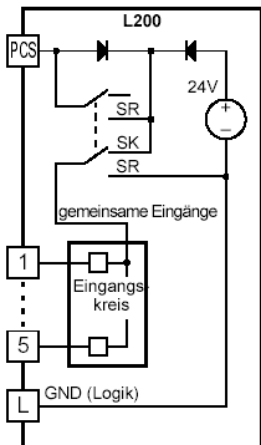 L200
PCS
24V
+
−
SR
SK
SR
gemeinsame Eingänge
1
Eingangs-
kreis
5
L
GND (Logik)